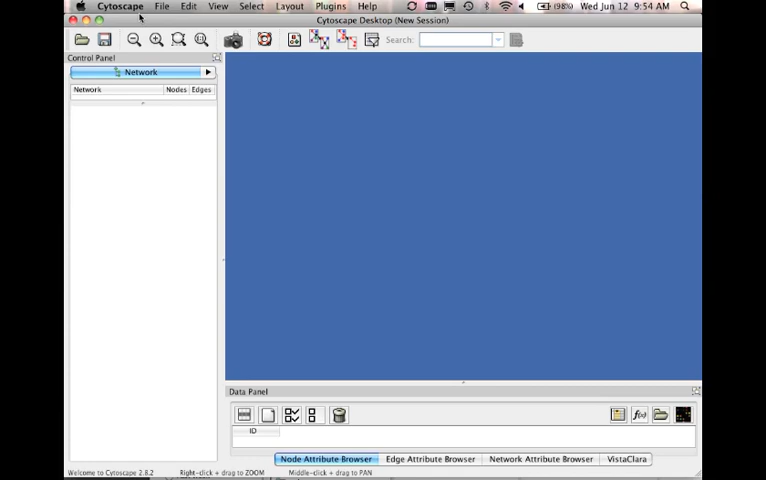 Cytoscape File Edit View Select Layout Plugins Help (98%) Wed Jun 12 9:54 AM
Cytoscape Desktop (New Session)
Search:
Control Panel
Network
Network Nodes Edges
Data Panel
f(x)
ID
Node Attribute Browser Edge Attribute Browser Network Attribute Browser VistaClara
Welcome to Cytoscape 2.8.2 Right-click + drag to ZOOM Middle-click + drag to PAN